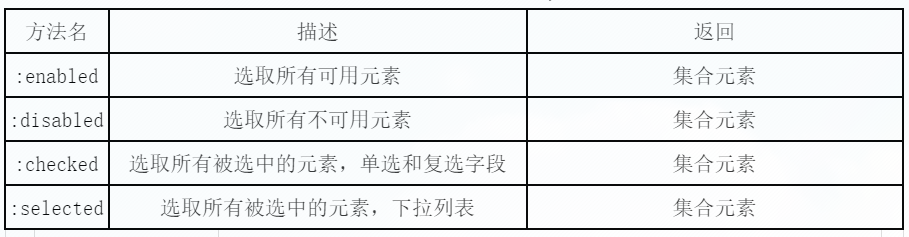 方法名 描述 返回
:enabled 选取所有可用元素 集合元素
:disabled 选取所有不可用元素 集合元素
:checked 选取所有被选中的元素，单选和复选字段 集合元素
:selected 选取所有被选中的元素，下拉列表 集合元素